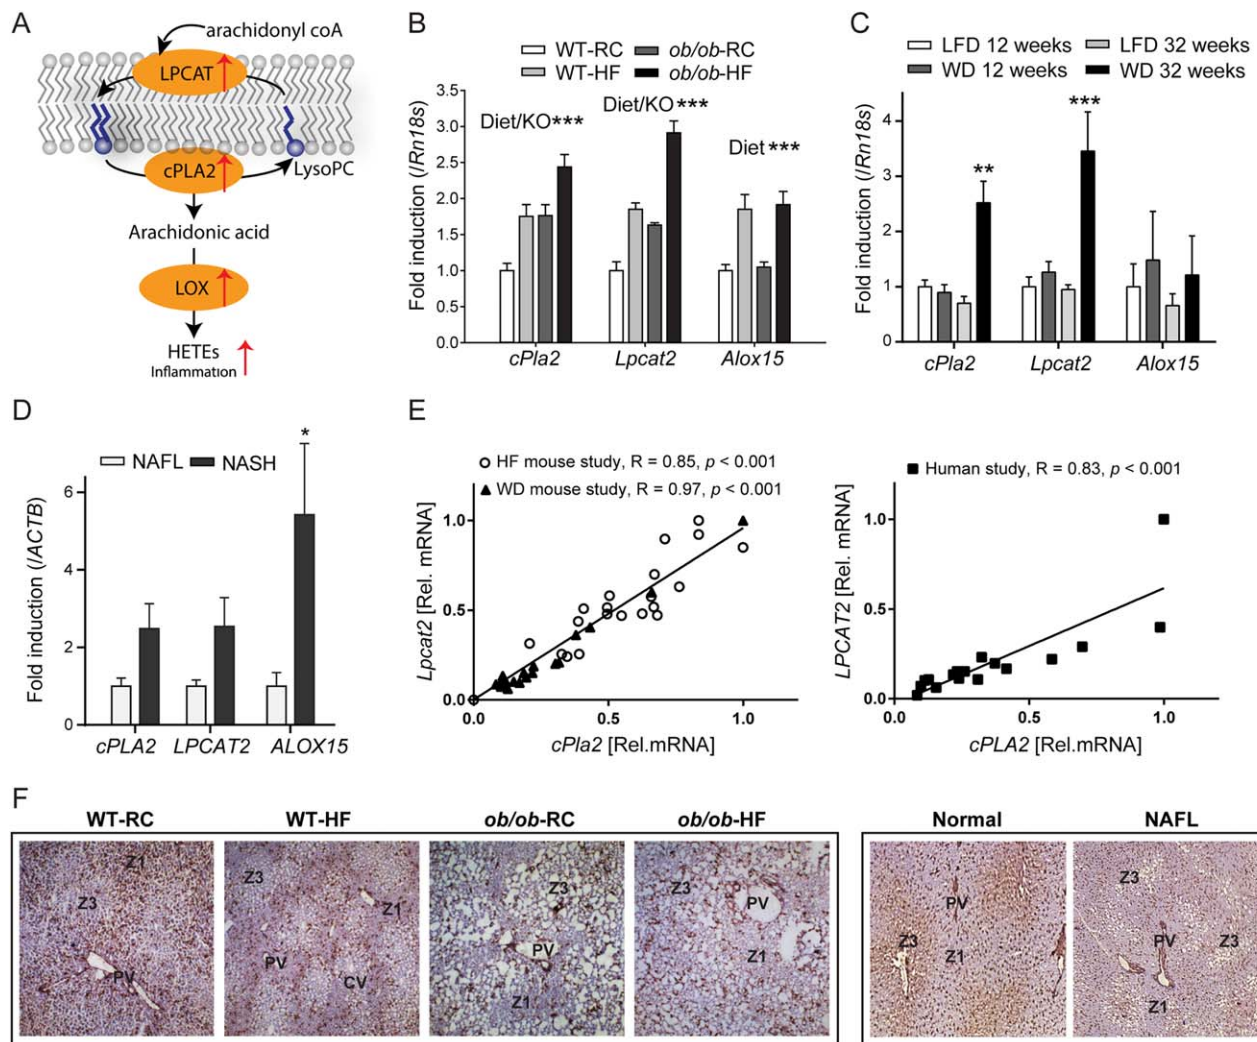 A
arachidonyl coA
LPCAT
cPLA2
LysoPC
Arachidonic acid
LOX
HETEs
Inflammation
B
WT-RC ob/ob-RC
WT-HF ob/ob-HF
Fold induction (/Rn18s)
3.5
3.0
2.5
2.0
1.5
1.0
0.5
0.0
Diet/KO ***
Diet/KO ***
Diet ***
cPla2 Lpcat2 Alox15
C
LFD 12 weeks LFD 32 weeks
WD 12 weeks WD 32 weeks
Fold induction (/Rn18s)
4
2
1
0
**
***
cPla2 Lpcat2 Alox15
D
NAFL NASH
Fold induction (/ACTB)
6
4
2
0
*
cPLA2 LPCAT2 ALOX15
E
HF mouse study, R = 0.85, p < 0.001
WD mouse study, R = 0.97, p < 0.001
Lpcat2 [Rel. mRNA]
1.0
0.5
0.0
0.0 0.5 1.0
cPla2 [Rel.mRNA]
Human study, R = 0.83, p < 0.001
LPCAT2 [Rel. mRNA]
1.0
0.5
0.0
0.0 0.5 1.0
cPLA2 [Rel.mRNA]
F
WT-RC WT-HF ob/ob-RC ob/ob-HF Normal NAFL
Z1
Z3
PV
Z3
Z1
PV
CV
Z3
PV
Z1
Z3
PV
Z1
PV
Z3
Z1
Z3
PV
Z3
Z1